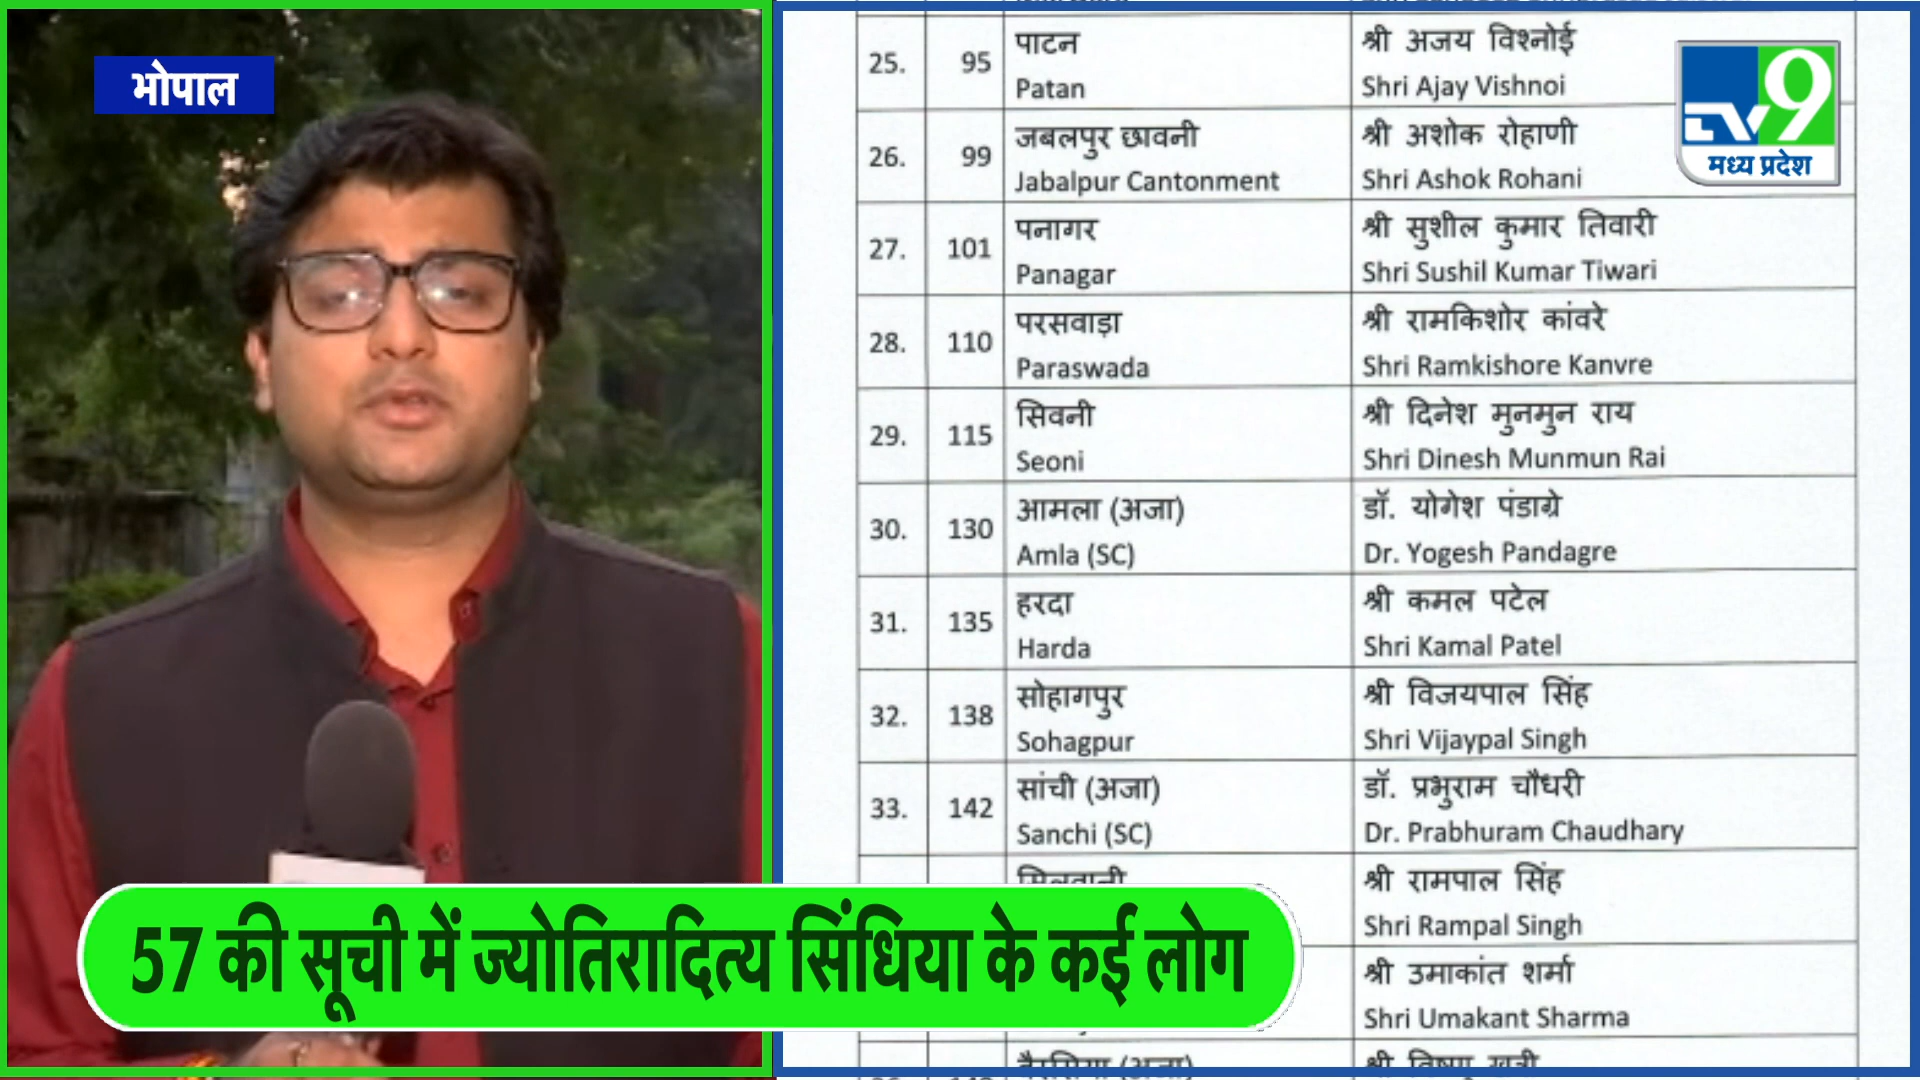 भोपाल
25. 95 पाटन श्री अजय विश्नोई
Patan Shri Ajay Vishnoi
TV9
मध्य प्रदेश
26. 99 जबलपुर छावनी श्री अशोक रोहाणी
Jabalpur Cantonment Shri Ashok Rohani
27. 101 पनागर श्री सुशील कुमार तिवारी
Panagar Shri Sushil Kumar Tiwari
28. 110 परसवाड़ा श्री रामकिशोर कांवरे
Paraswada Shri Ramkishore Kanvre
29. 115 सिवनी श्री दिनेश मुनमुन राय
Seoni Shri Dinesh Munmun Rai
30. 130 आमला (अजा) डॉ. योगेश पंडाग्रे
Amla (SC) Dr. Yogesh Pandagre
31. 135 हरदा श्री कमल पटेल
Harda Shri Kamal Patel
32. 138 सोहागपुर श्री विजयपाल सिंह
Sohagpur Shri Vijaypal Singh
33. 142 सांची (अजा) डॉ. प्रभुराम चौधरी
Sanchi (SC) Dr. Prabhuram Chaudhary
श्री रामपाल सिंह
Shri Rampal Singh
श्री उमाकांत शर्मा
Shri Umakant Sharma
57 की सूची में ज्योतिरादित्य सिंधिया के कई लोग